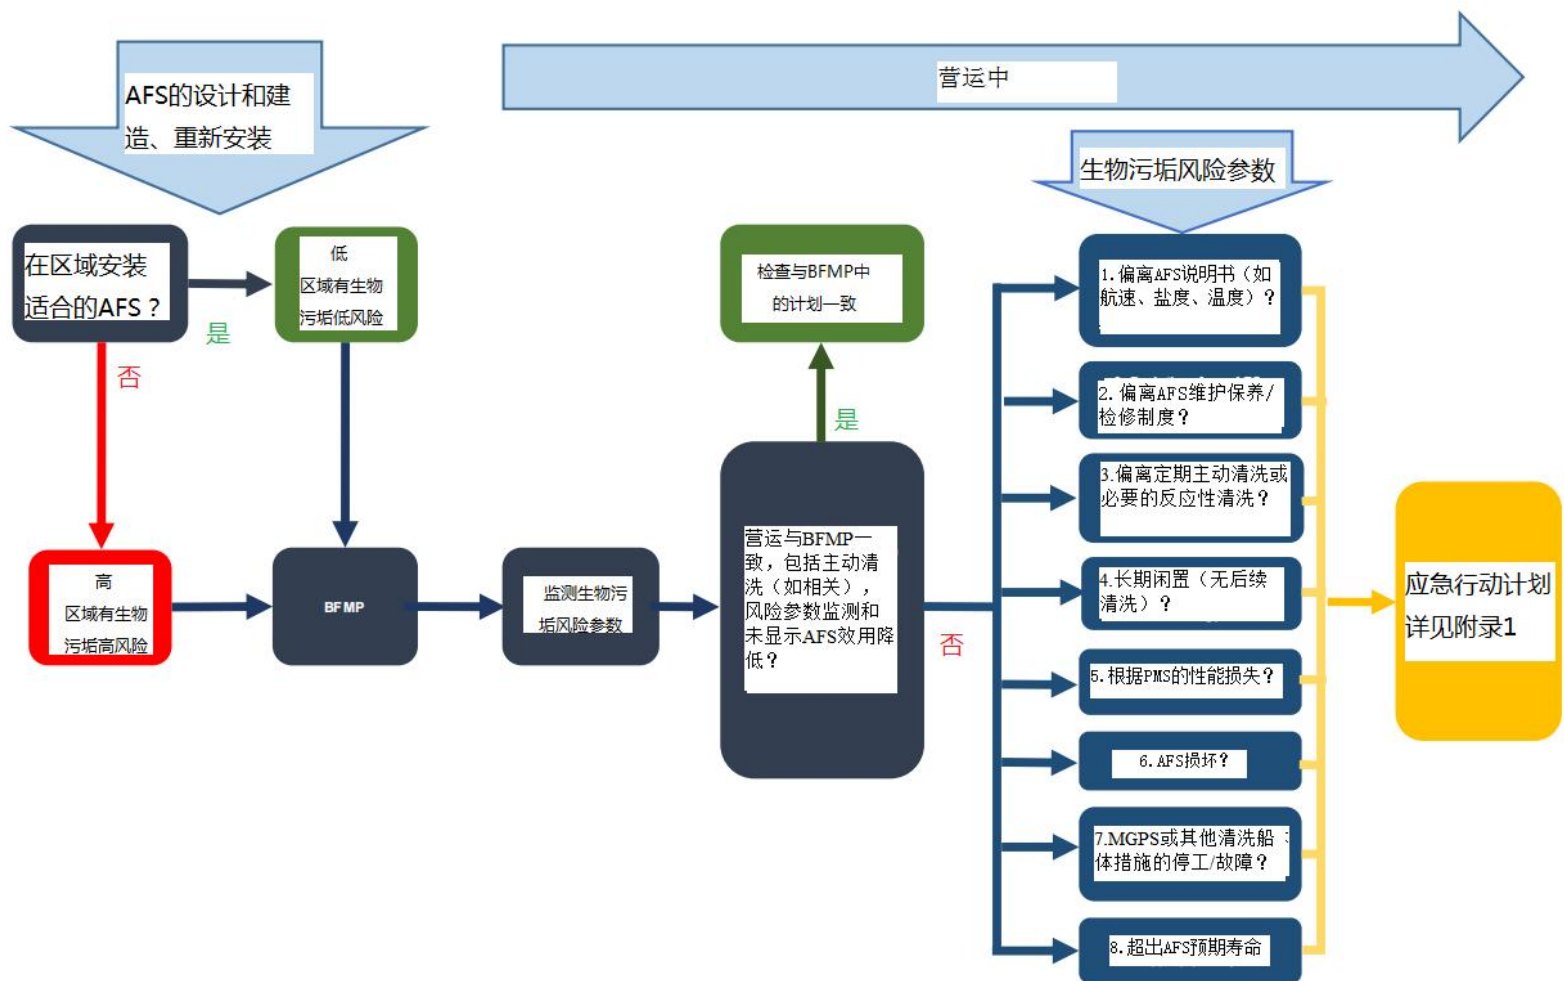 AFS的设计和建
造、重新安装
营运中
生物污垢风险参数
在区域安装
适合的AFS？
是
否
低
区域有生物
污垢低风险
高
区域有生物
污垢高风险
BFMP
监测生物污
垢风险参数
检查与BFMP中
的计划一致
是
营运与BFMP一
致，包括主动清
洗（如相关），
风险参数监测和
未显示AFS效用降
低？
否
1.偏离AFS说明书（如
航速、盐度、温度）？
2.偏离AFS维护保养/
检修制度？
3.偏离定期主动清洗或
必要的反应性清洗？
4.长期闲置（无后续
清洗）？
5.根据PMS的性能损失？
6.AFS损坏？
7.MGPS或其他清洗船
体措施的停工/故障？
8.超出AFS预期寿命
应急行动计划
详见附录1